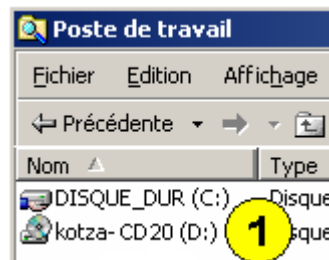 Poste de travail
Fichier Edition Affichage
Précédente
Nom Type
DISQUE_DUR (C:) Disque
kotza-CD20 (D:) 1 sque